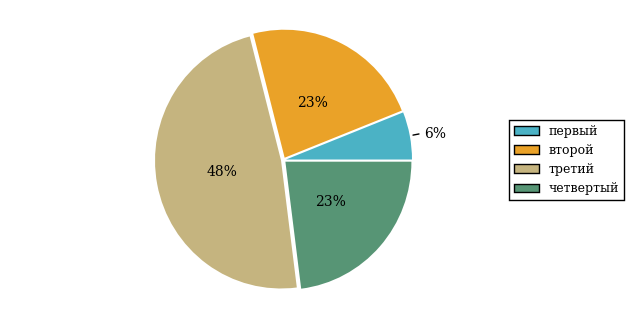 23%
6%
48%
23%
первый
второй
третий
четвертый